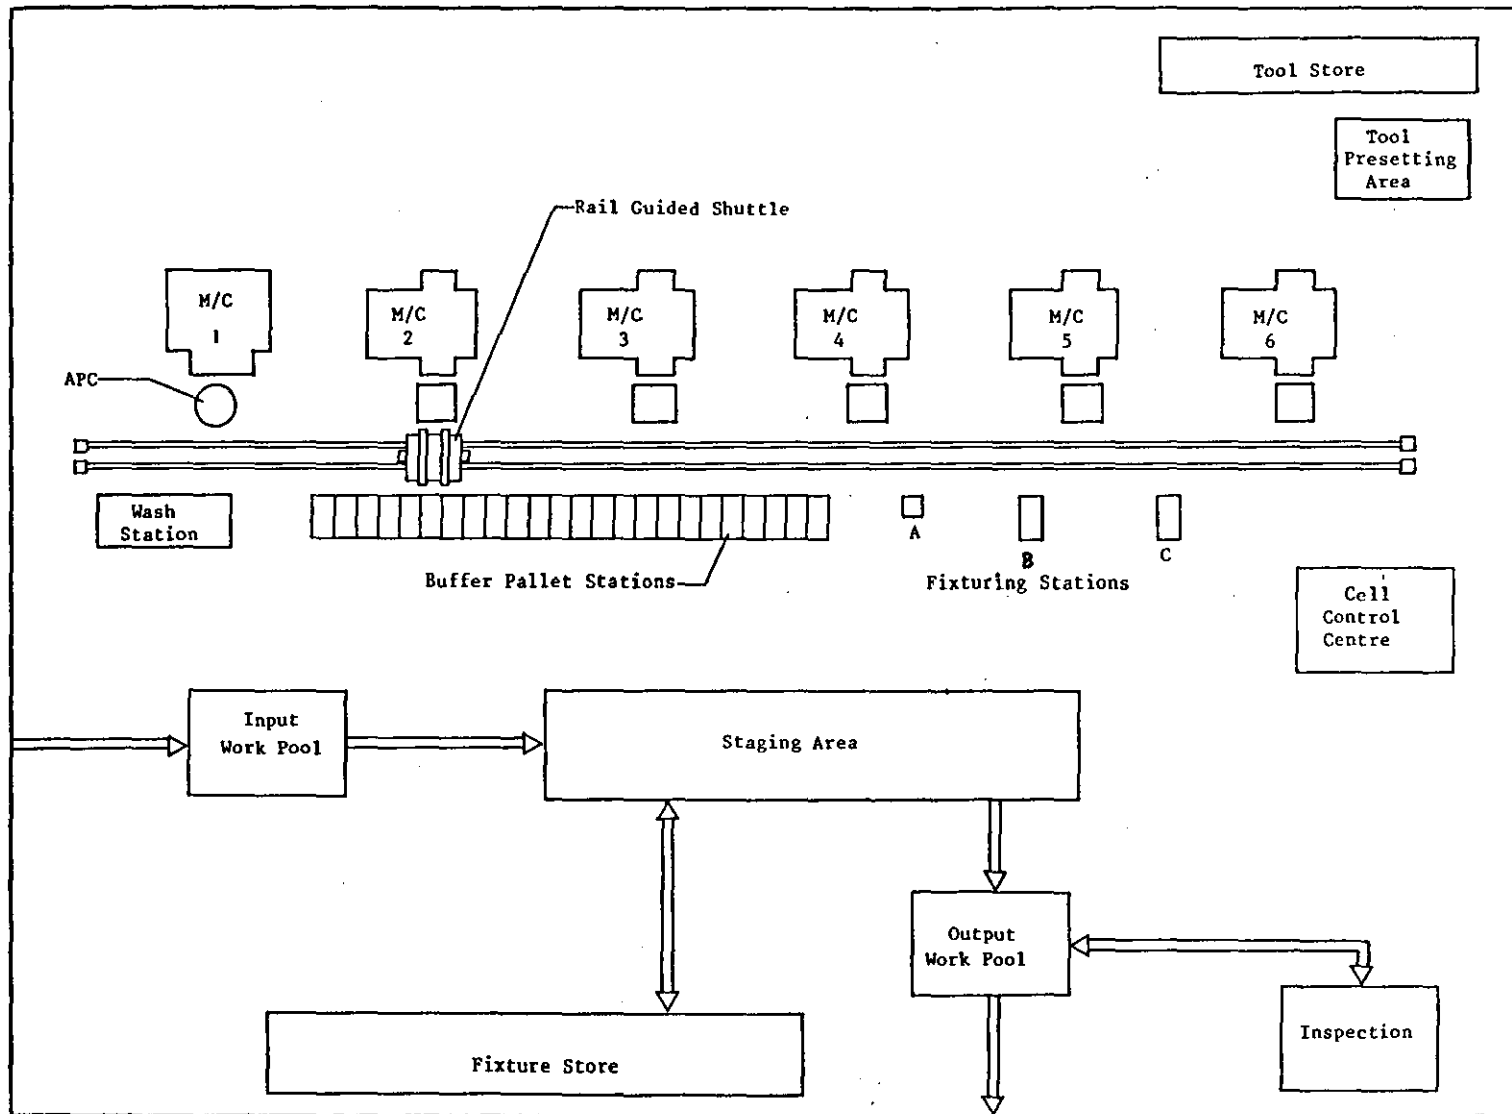 Tool Store
Tool
Presetting
Area
Rail Guided Shuttle
M/C
1
M/C
2
M/C
3
M/C
4
M/C
5
M/C
6
APC
Wash
Station
A
B
C
Buffer Pallet Stations
Fixturing Stations
Cell
Control
Centre
Input
Work Pool
Staging Area
Output
Work Pool
Inspection
Fixture Store